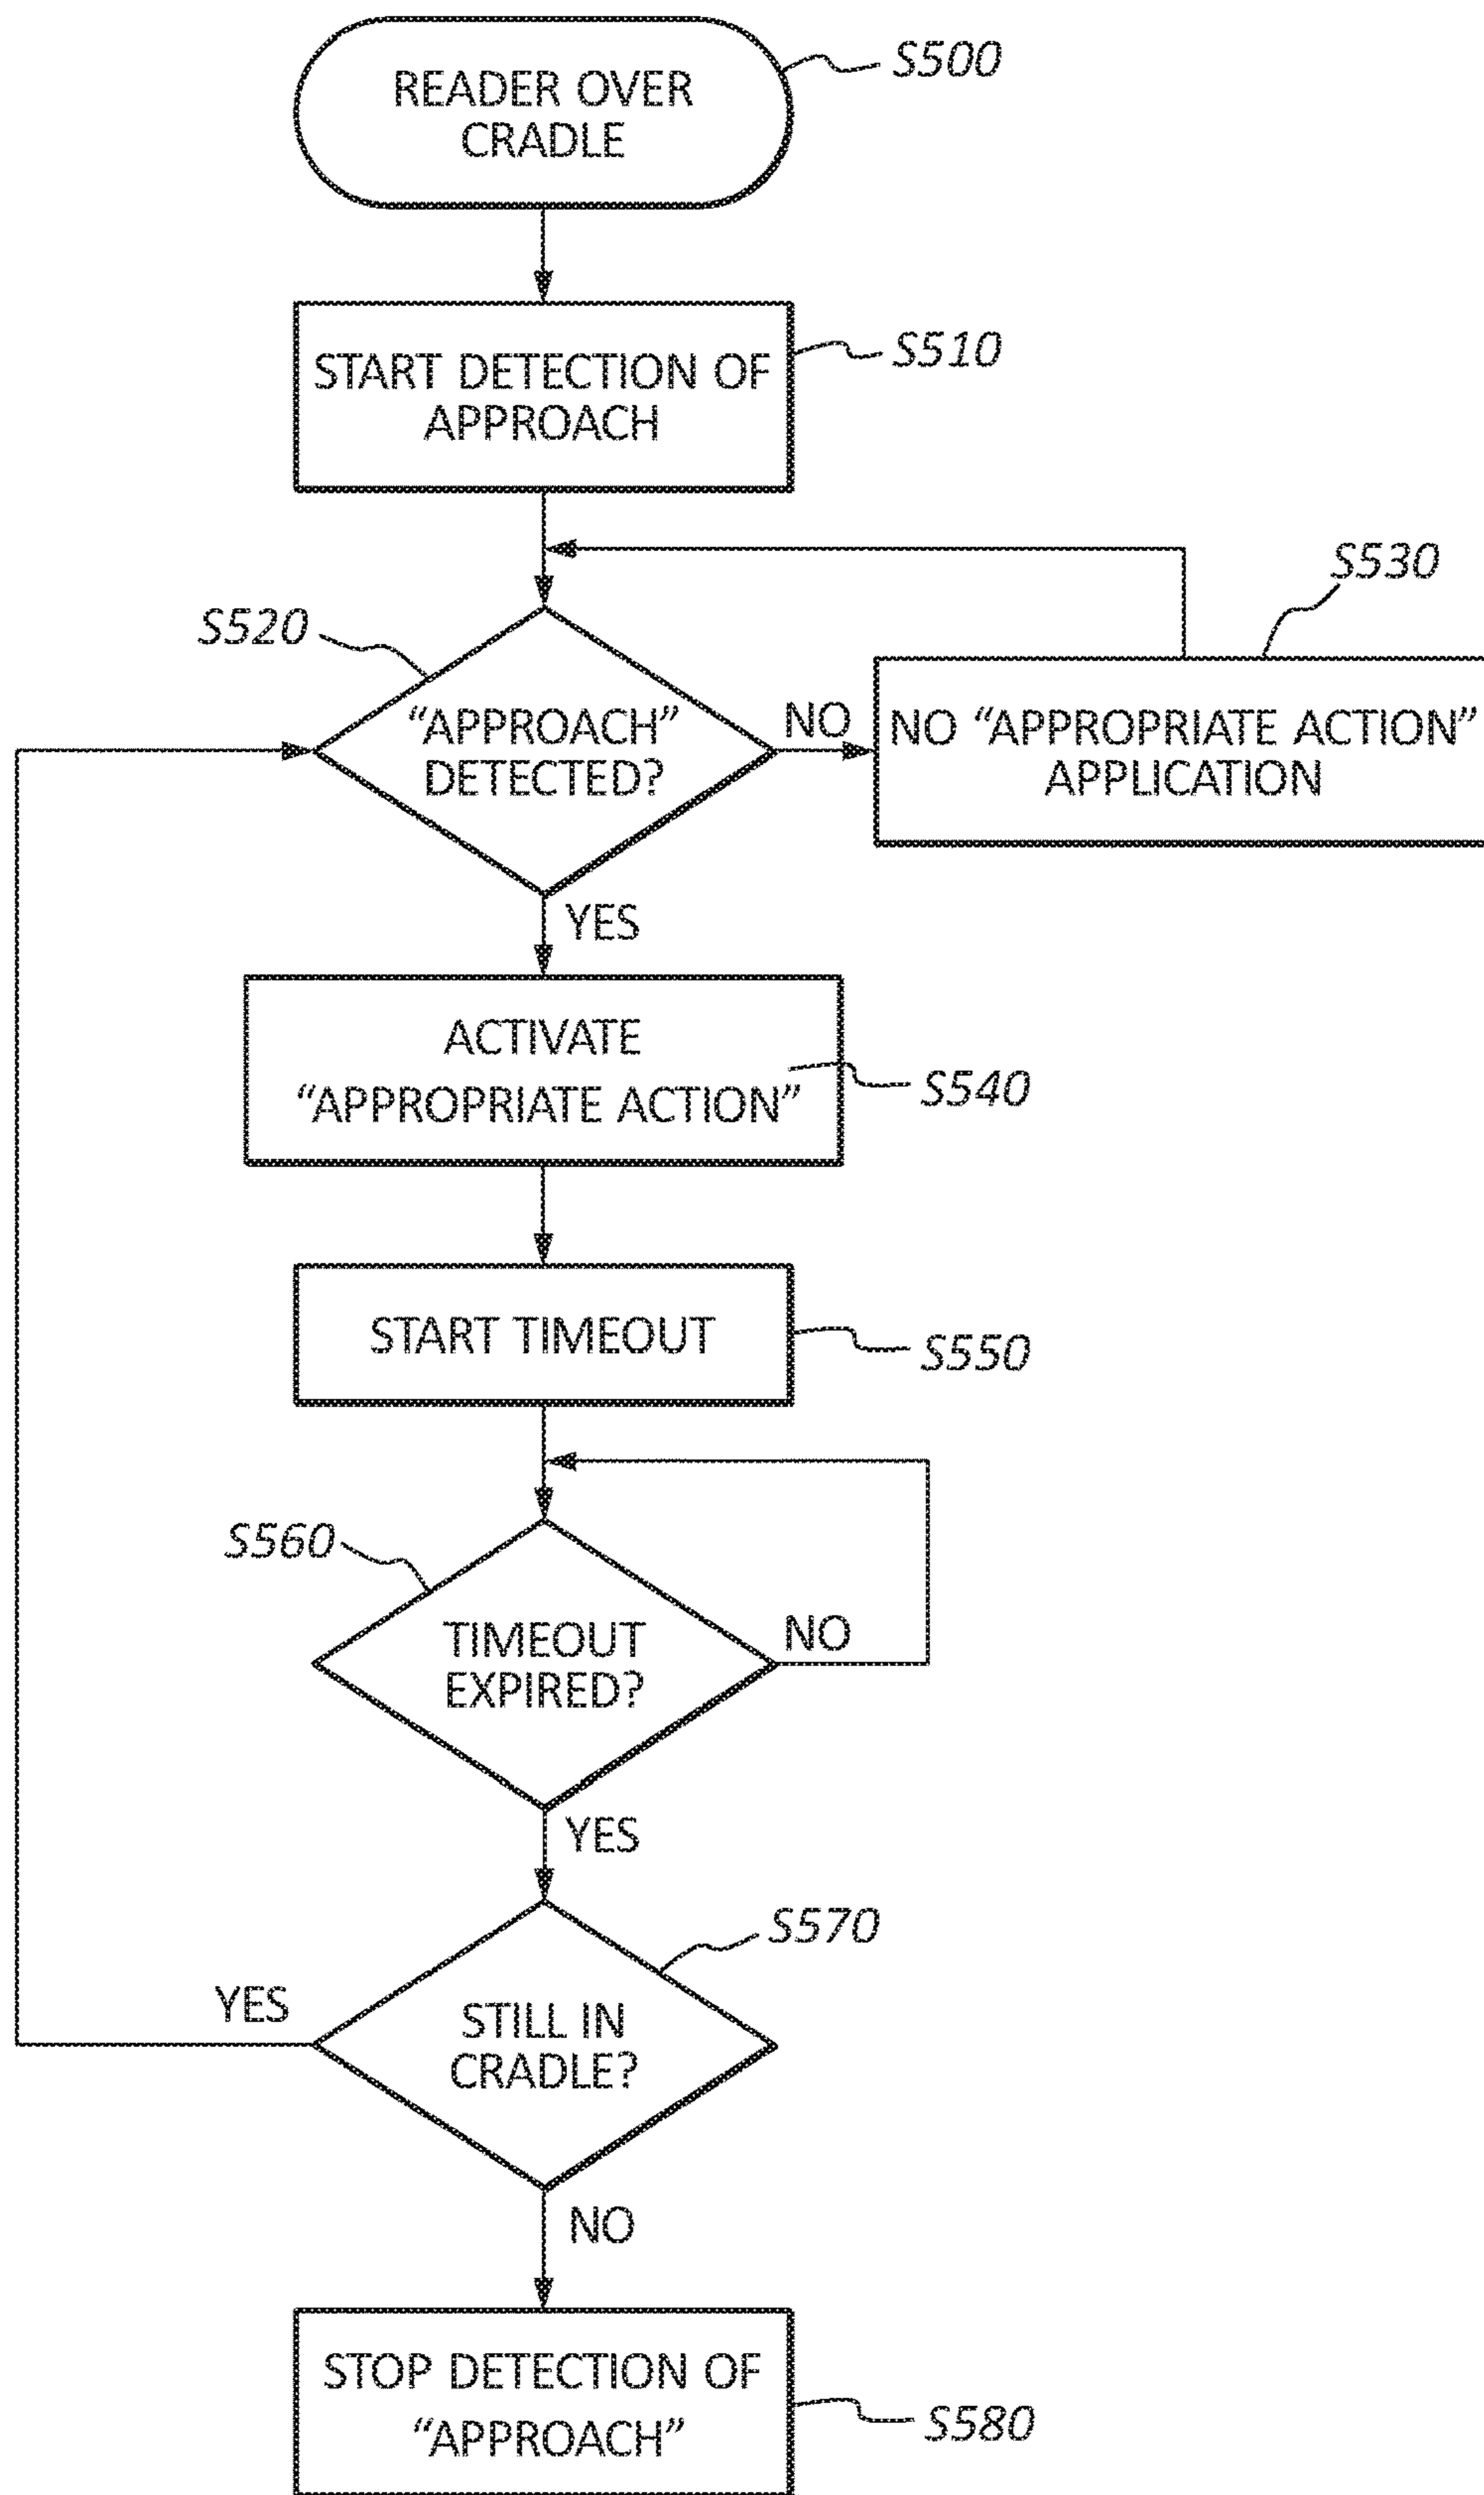 READER OVER
CRADLE
S500
START DETECTION OF
APPROACH
S510
S520
“APPROACH”
DETECTED?
NO
S530
NO “APPROPRIATE ACTION”
APPLICATION
YES
ACTIVATE
“APPROPRIATE ACTION”
S540
START TIMEOUT
S550
S560
TIMEOUT
EXPIRED?
NO
YES
S570
STILL IN
CRADLE?
YES
NO
STOP DETECTION OF
“APPROACH”
S580